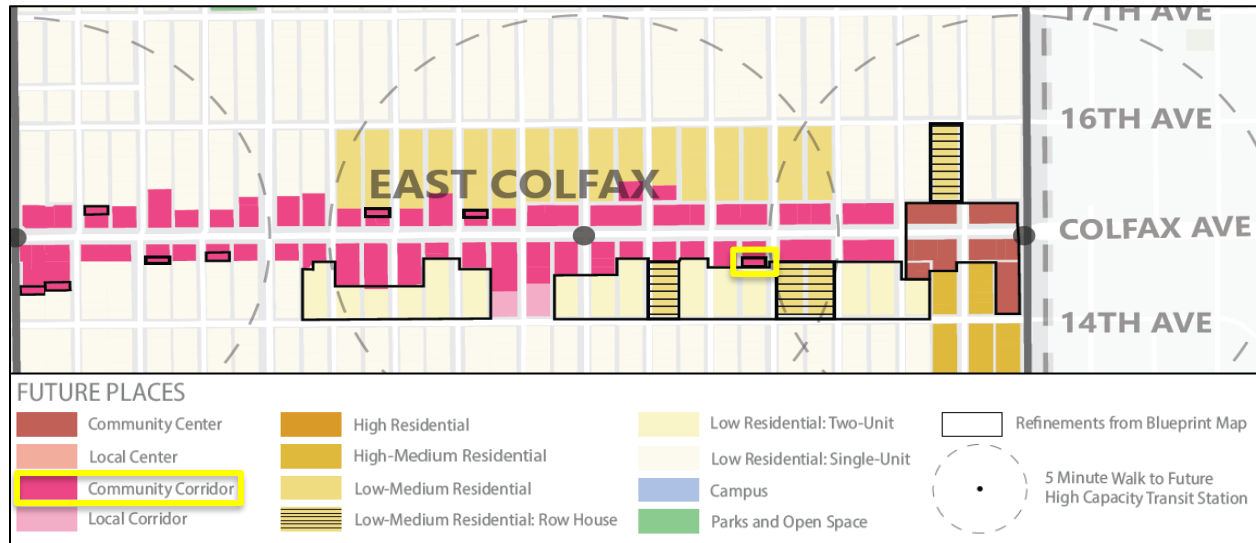 17TH AVE
16TH AVE
EAST COLFAX
COLFAX AVE
14TH AVE
FUTURE PLACES
Community Center
Local Center
Community Corridor
Local Corridor
High Residential
High-Medium Residential
Low-Medium Residential
Low-Medium Residential: Row House
Low Residential: Two-Unit
Low Residential: Single-Unit
Campus
Parks and Open Space
Refinements from Blueprint Map
5 Minute Walk to Future
High Capacity Transit Station